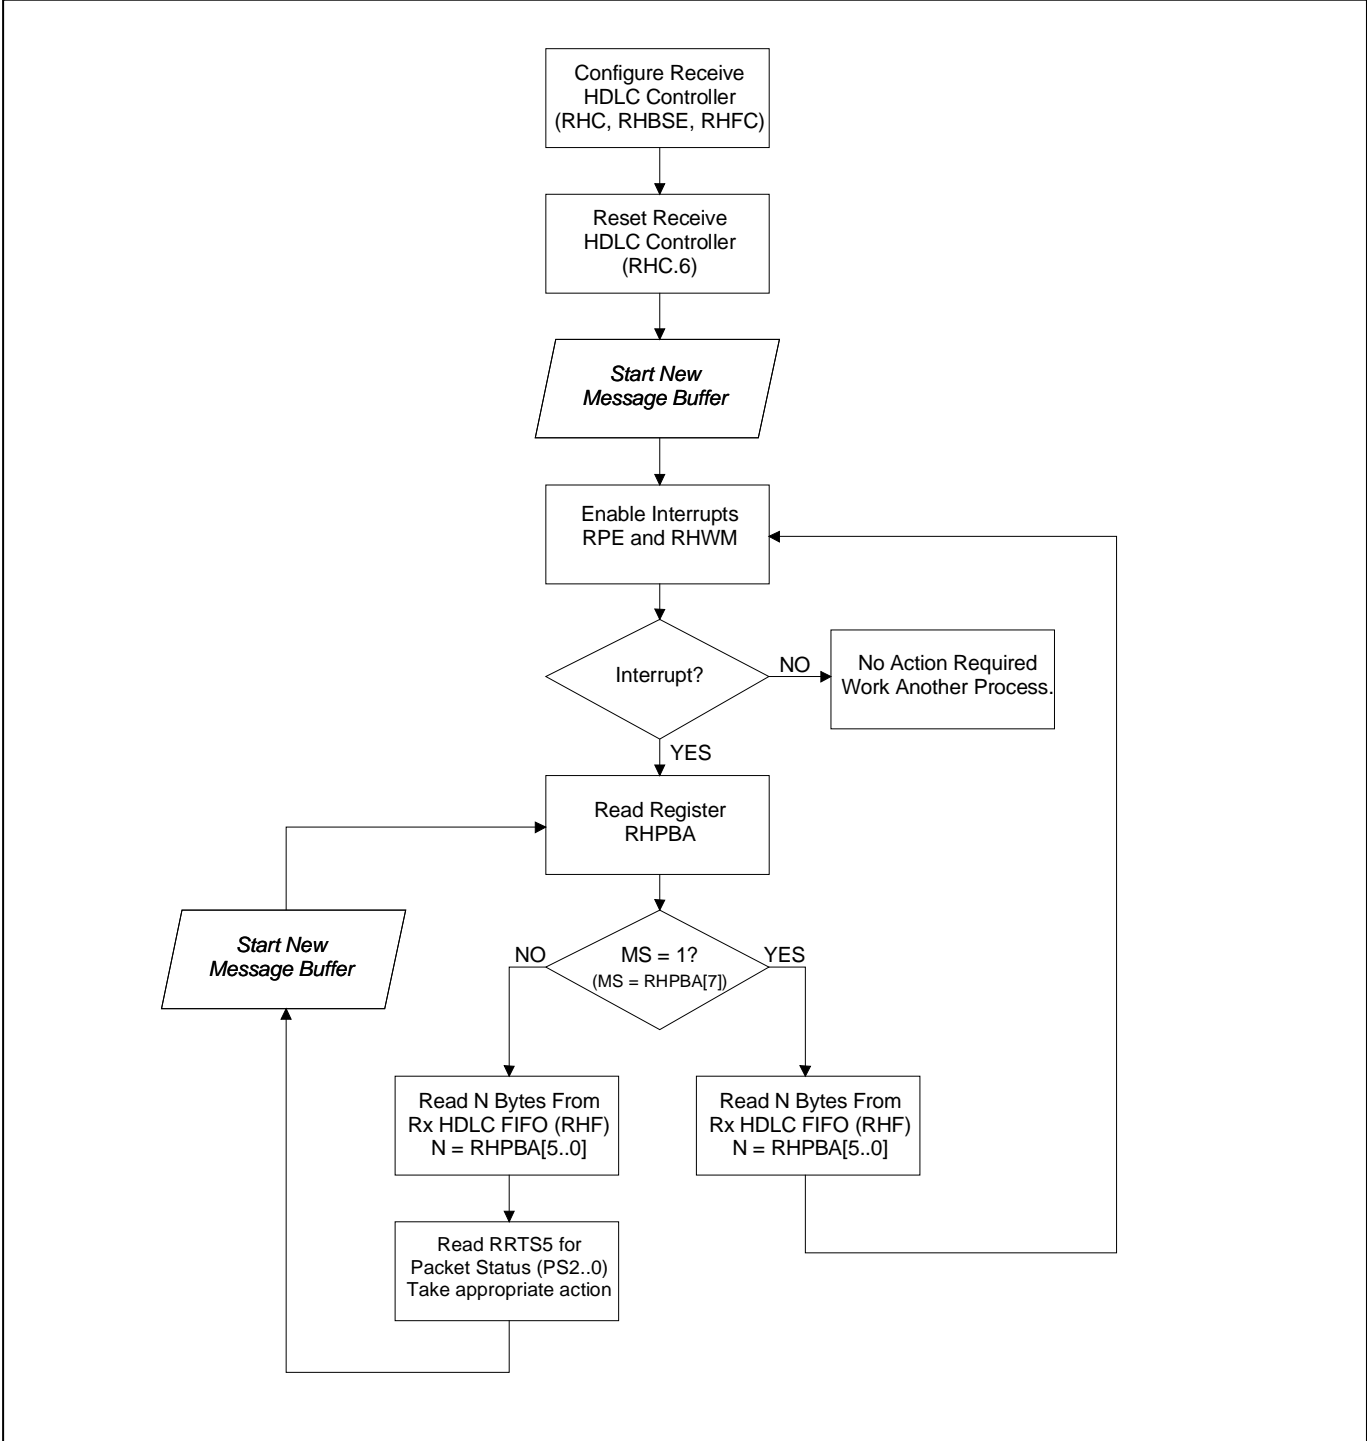 Configure Receive
HDLC Controller
(RHC, RHBSE, RHFC)
Reset Receive
HDLC Controller
(RHC.6)
Start New
Message Buffer
Enable Interrupts
RPE and RHWM
Interrupt?
NO
No Action Required
Work Another Process.
YES
Read Register
RHPBA
Start New
Message Buffer
NO
MS = 1?
(MS = RHPBA[7])
YES
Read N Bytes From
Rx HDLC FIFO (RHF)
N = RHPBA[5..0]
Read N Bytes From
Rx HDLC FIFO (RHF)
N = RHPBA[5..0]
Read RRTS5 for
Packet Status (PS2..0)
Take appropriate action